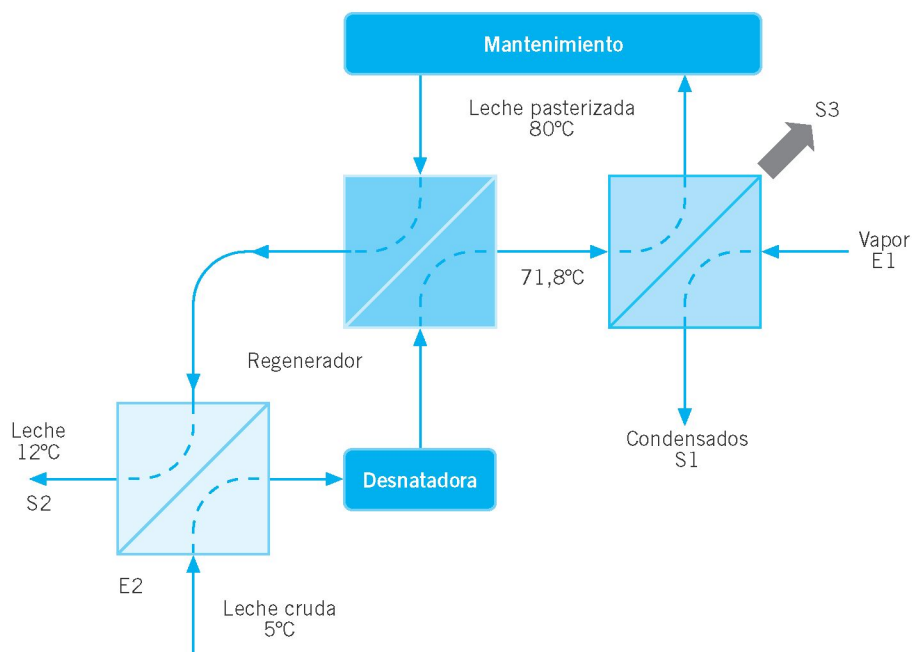 Mantenimiento
Leche pasterizada
80ºC
S3
Vapor
E1
71,8ºC
Regenerador
Leche
12ºC
S2
Desnatadora
Condensados
S1
E2
Leche cruda
5ºC